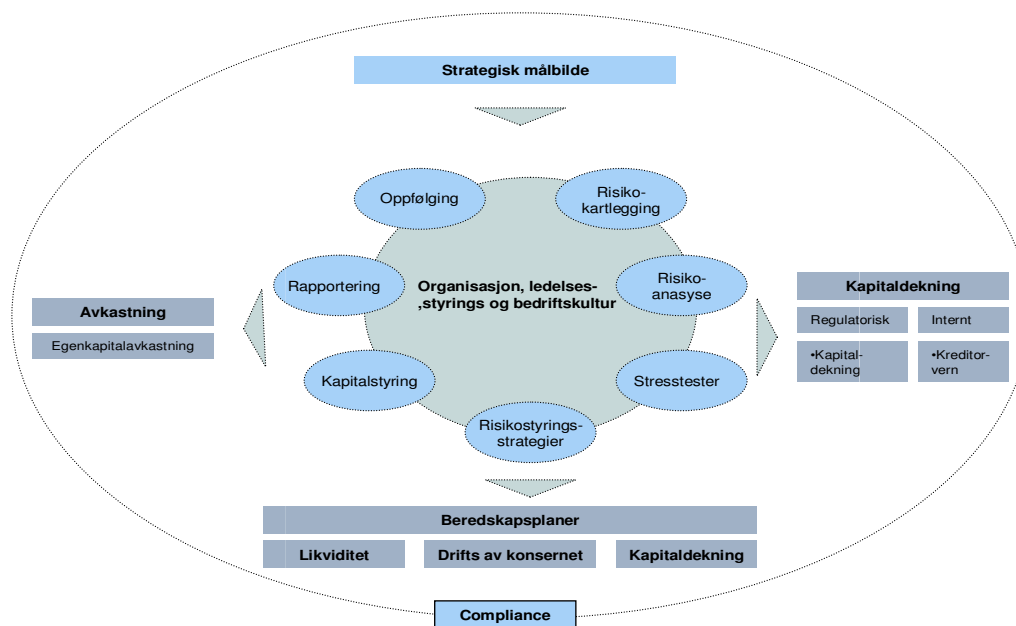 Strategisk målbilde
Oppfølging
Risiko-
kartlegging
Rapportering
Organisasjon, ledelses-
,styrings og bedriftskultur
Risiko-
anasyse
Avkastning
Egenkapitalavkastning
Kapitaldekning
Regulatorisk
Internt
•Kapital-
dekning
•Kreditor-
vern
Kapitalstyring
Stresstester
Risikostyrings-
strategier
Beredskapsplaner
Likviditet
Drifts av konsernet
Kapitaldekning
Compliance